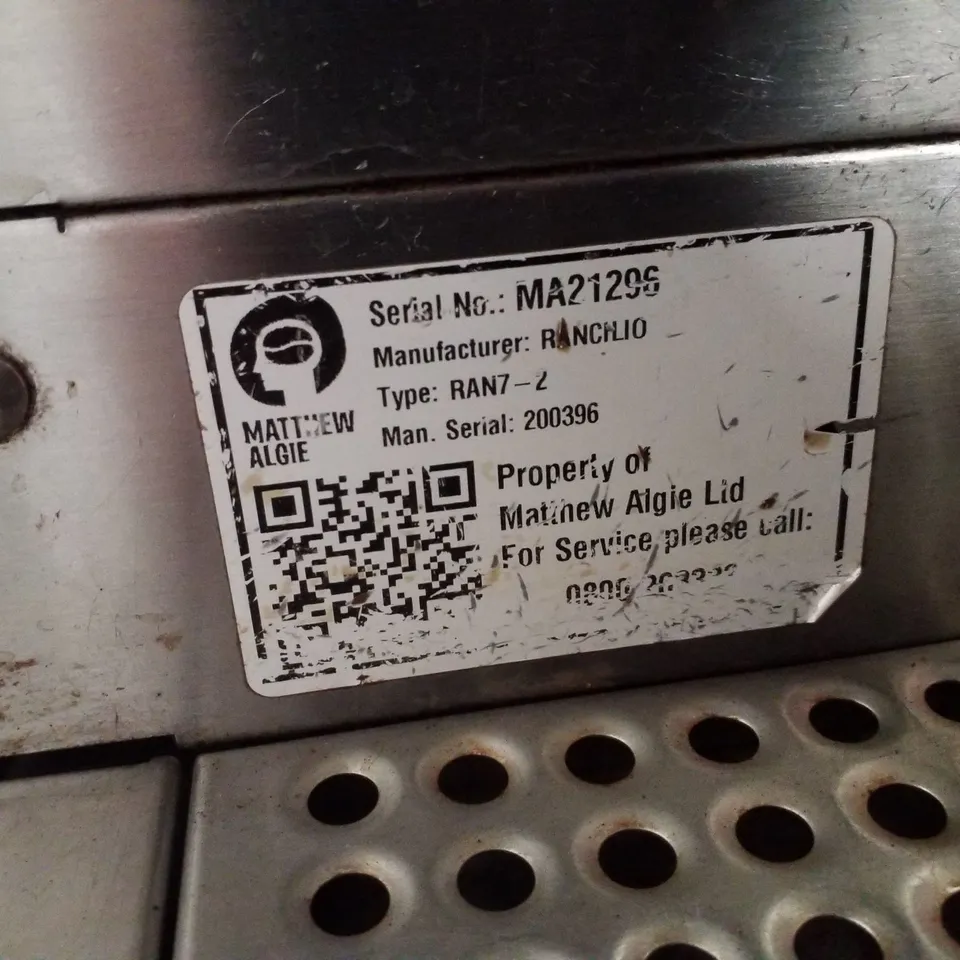 Serial No.: MA21296
Manufacturer: RANCILIO
Type: RAN7-2
Man. Serial: 200396
MATTHEW
ALGIE
Property of
Matthew Algie Ltd
For Service please call:
0800